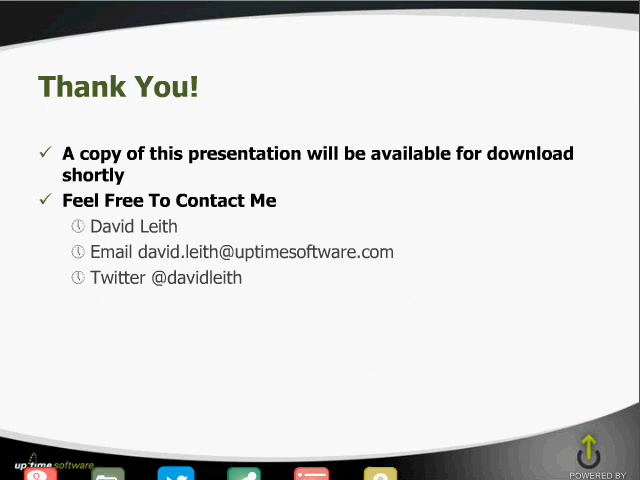 Thank You!
A copy of this presentation will be available for download
shortly
Feel Free To Contact Me
David Leith
Email david.leith@uptimesoftware.com
Twitter @davidleith
up time software
POWERED BY